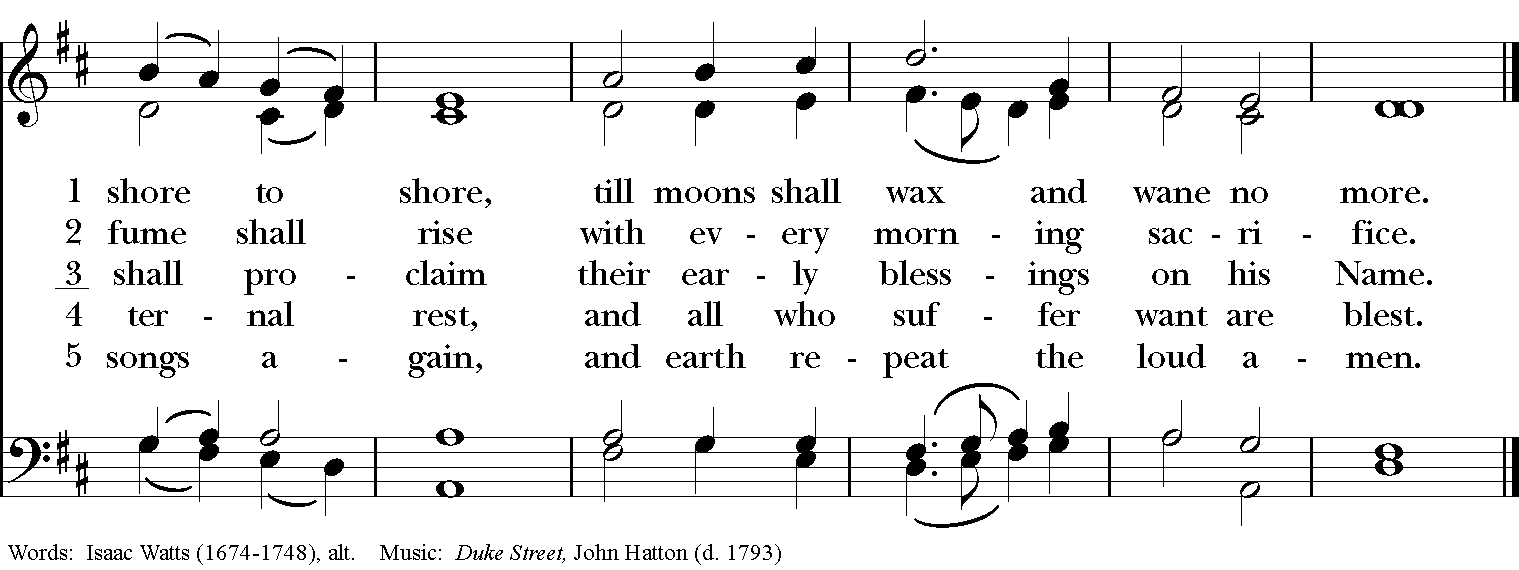 1 shore to shore, till moons shall wax and wane no more.
2 fume shall rise with ev - ery morn - ing sac - ri - fice.
3 shall pro - claim their ear - ly bless - ings on his Name.
4 ter - nal rest, and all who suf - fer want are blest.
5 songs a - gain, and earth re - peat the loud a - men.
Words: Isaac Watts (1674-1748), alt. Music: Duke Street, John Hatton (d. 1793)